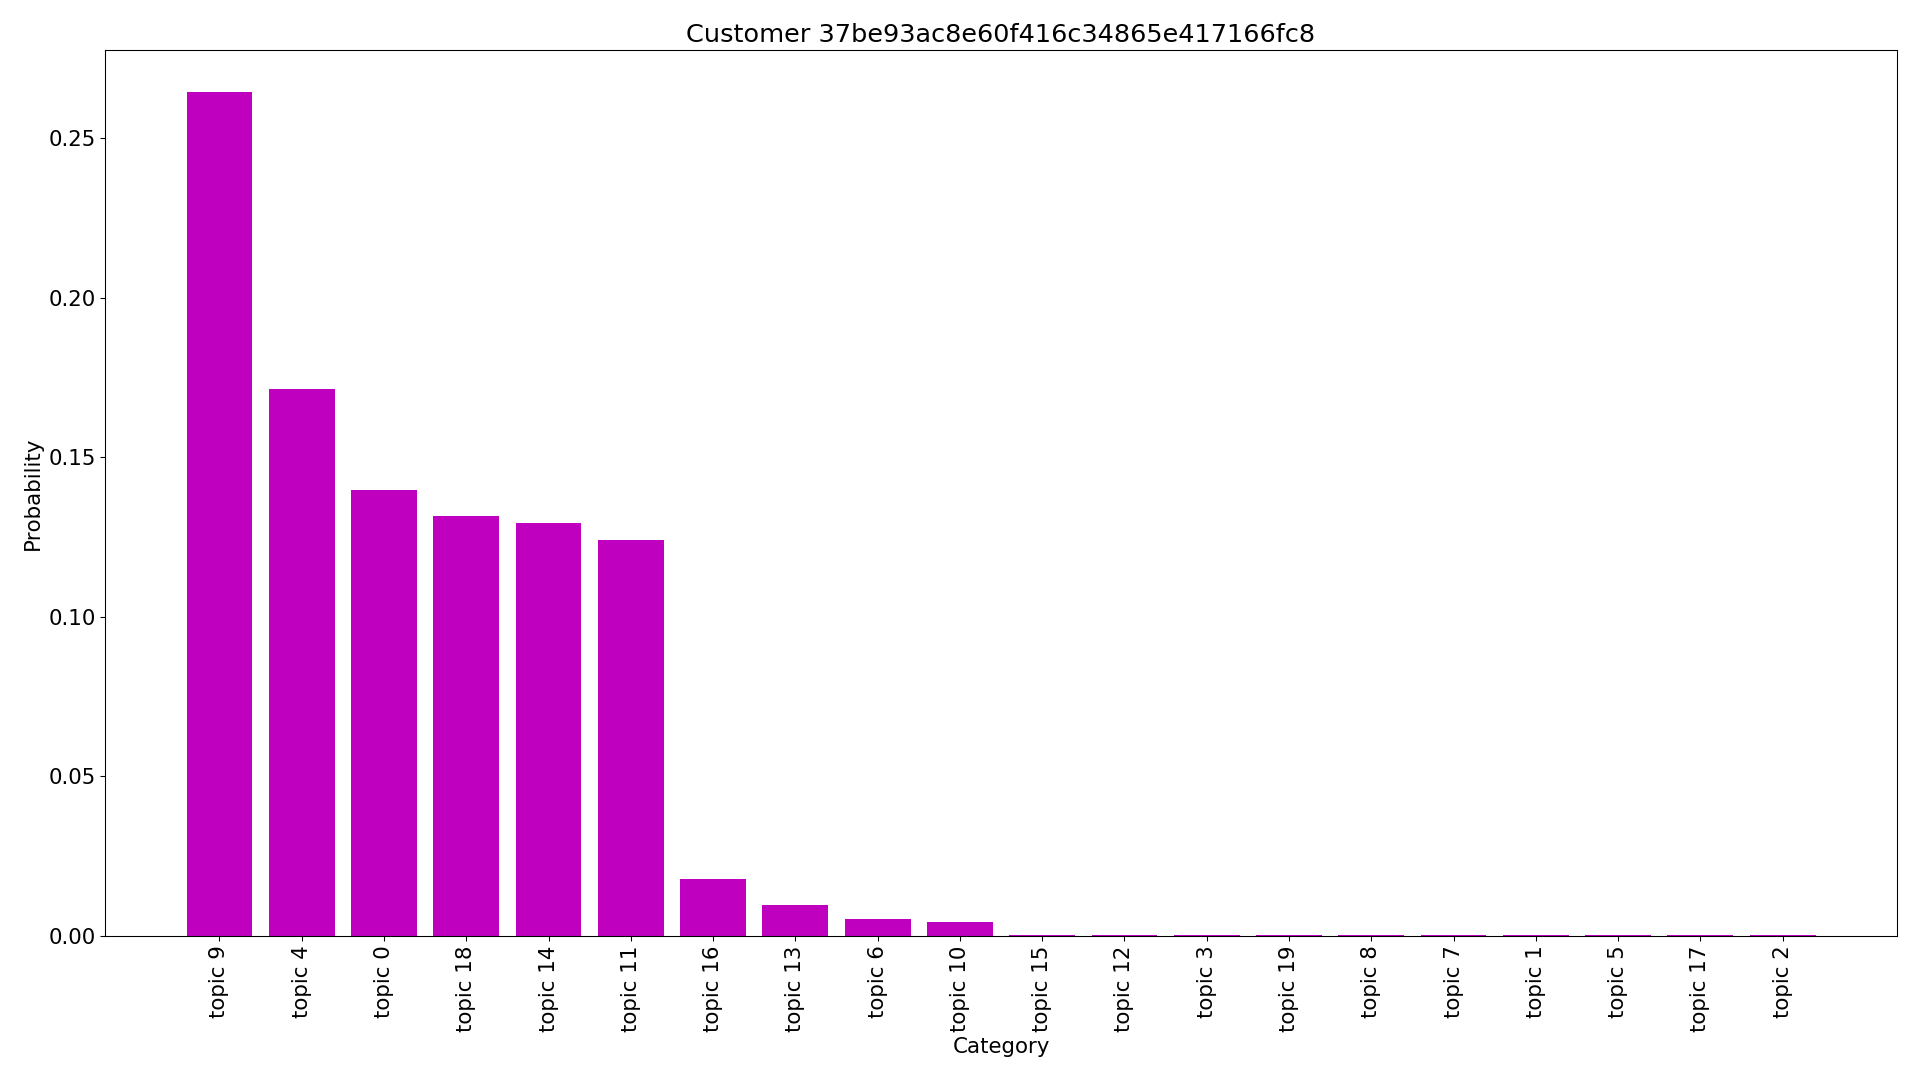 Customer 37be93ac8e60f416c34865e417166fc8
Probability
0.25
0.20
0.15
0.10
0.05
0.00
topic 9
topic 4
topic 0
topic 18
topic 14
topic 11
topic 16
topic 13
topic 6
topic 10
topic 15
topic 12
topic 3
topic 19
topic 8
topic 7
topic 1
topic 5
topic 17
topic 2
Category